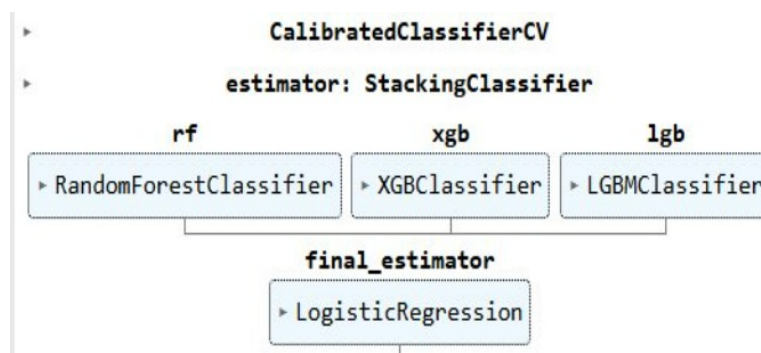 CalibratedClassifierCV
estimator: StackingClassifier
rf xgb lgb
RandomForestClassifier XGBClassifier LGBMClassifier
final_estimator
LogisticRegression